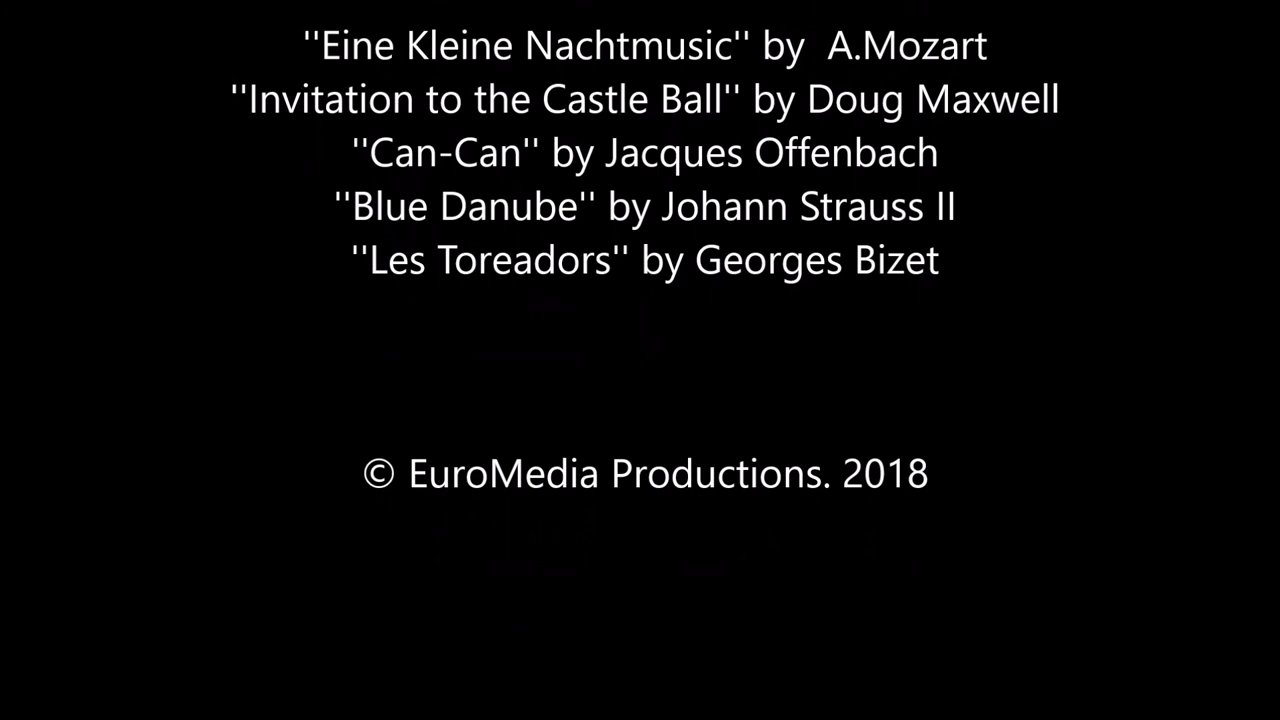 ''Eine Kleine Nachtmusic'' by  A.Mozart
''Invitation to the Castle Ball'' by Doug Maxwell
''Can-Can'' by Jacques Offenbach
''Blue Danube'' by Johann Strauss II
''Les Toreadors'' by Georges Bizet
© EuroMedia Productions. 2018